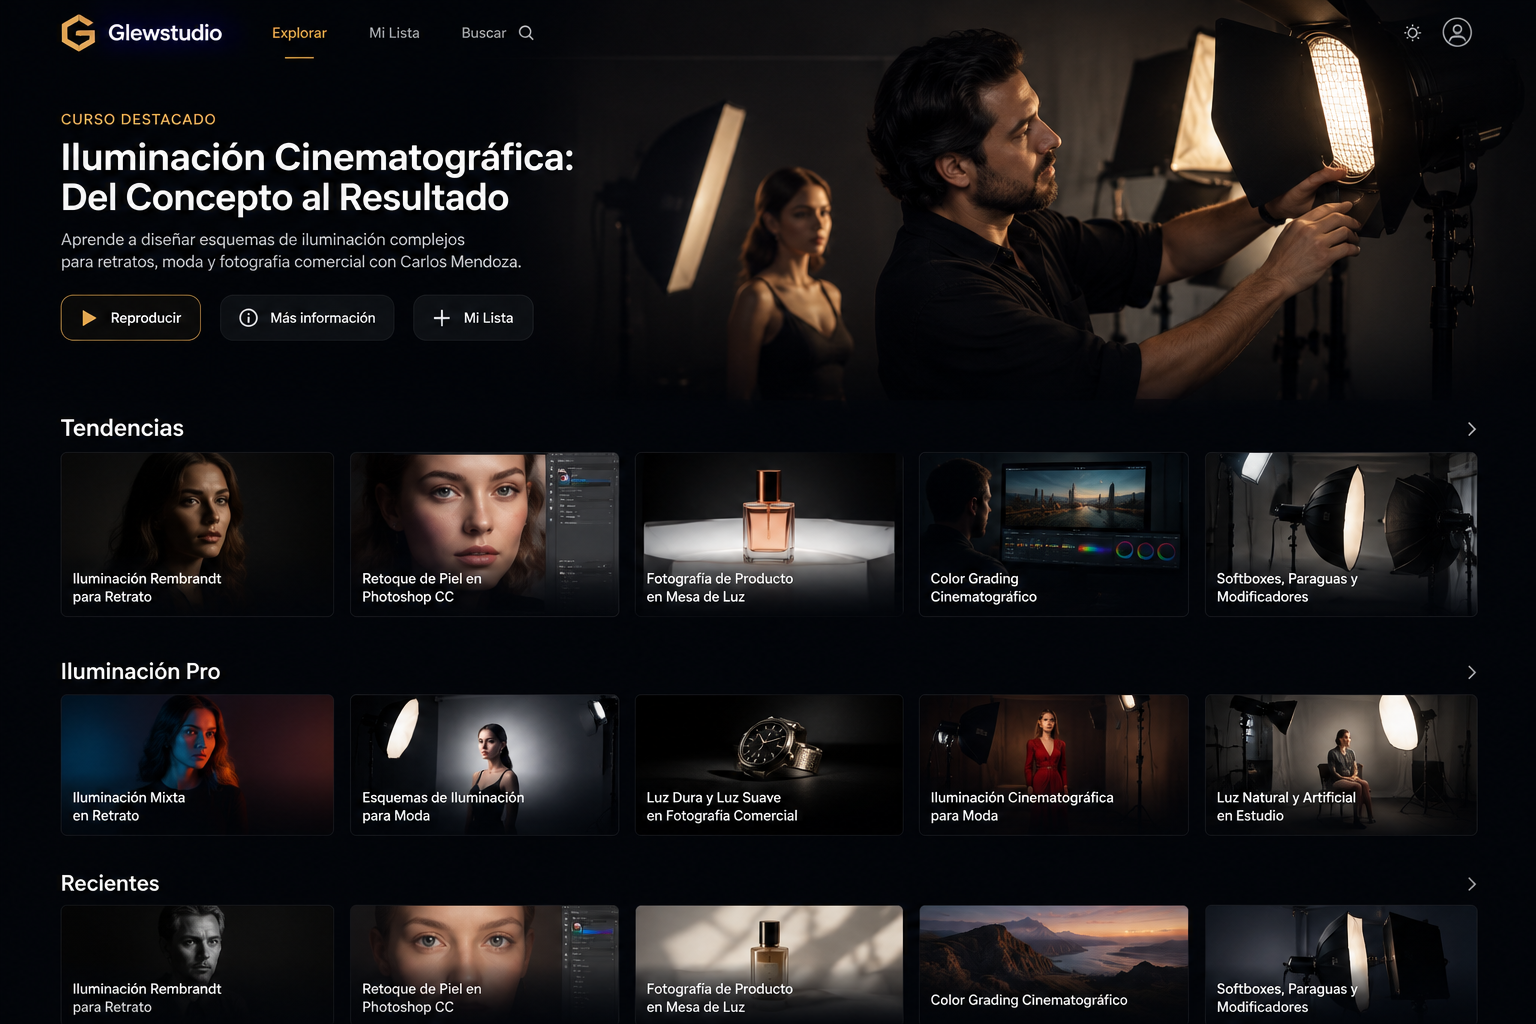 Glewstudio
Explorar
Mi Lista
Buscar
CURSO DESTACADO
Iluminación Cinematográfica:
Del Concepto al Resultado
Aprende a diseñar esquemas de iluminación complejos
para retratos, moda y fotografía comercial con Carlos Mendoza.
Reproducir
Más información
Mi Lista
Tendencias
Iluminación Rembrandt
para Retrato
Retoque de Piel en
Photoshop CC
Fotografía de Producto
en Mesa de Luz
Color Grading
Cinematográfico
Softboxes, Paraguas y
Modificadores
Iluminación Pro
Iluminación Mixta
en Retrato
Esquemas de Iluminación
para Moda
Luz Dura y Luz Suave
en Fotografía Comercial
Iluminación Cinematográfica
para Moda
Luz Natural y Artificial
en Estudio
Recientes
Iluminación Rembrandt
para Retrato
Retoque de Piel en
Photoshop CC
Fotografía de Producto
en Mesa de Luz
Color Grading Cinematográfico
Softboxes, Paraguas y
Modificadores